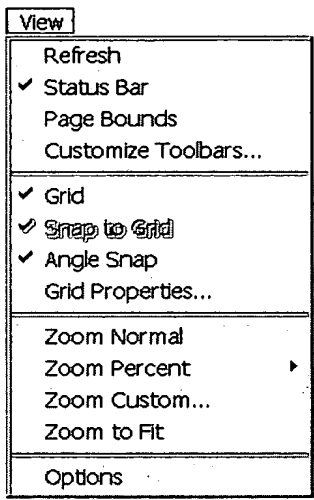 View
Refresh
Status Bar
Page Bounds
Customize Toolbars...
Grid
Snap to Grid
Angle Snap
Grid Properties...
Zoom Normal
Zoom Percent
Zoom Custom...
Zoom to Fit
Options